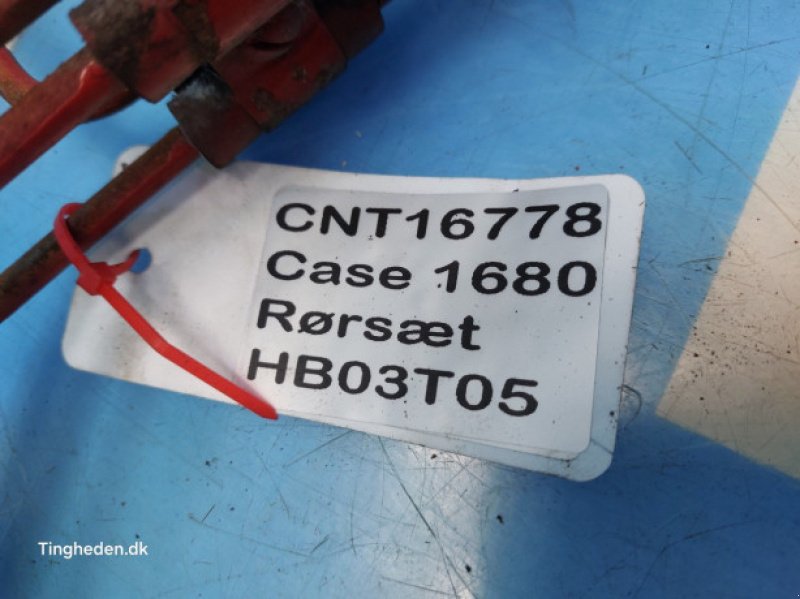 CNT16778
Case 1680
Rørsæt
HB03T05
Tingheden.dk